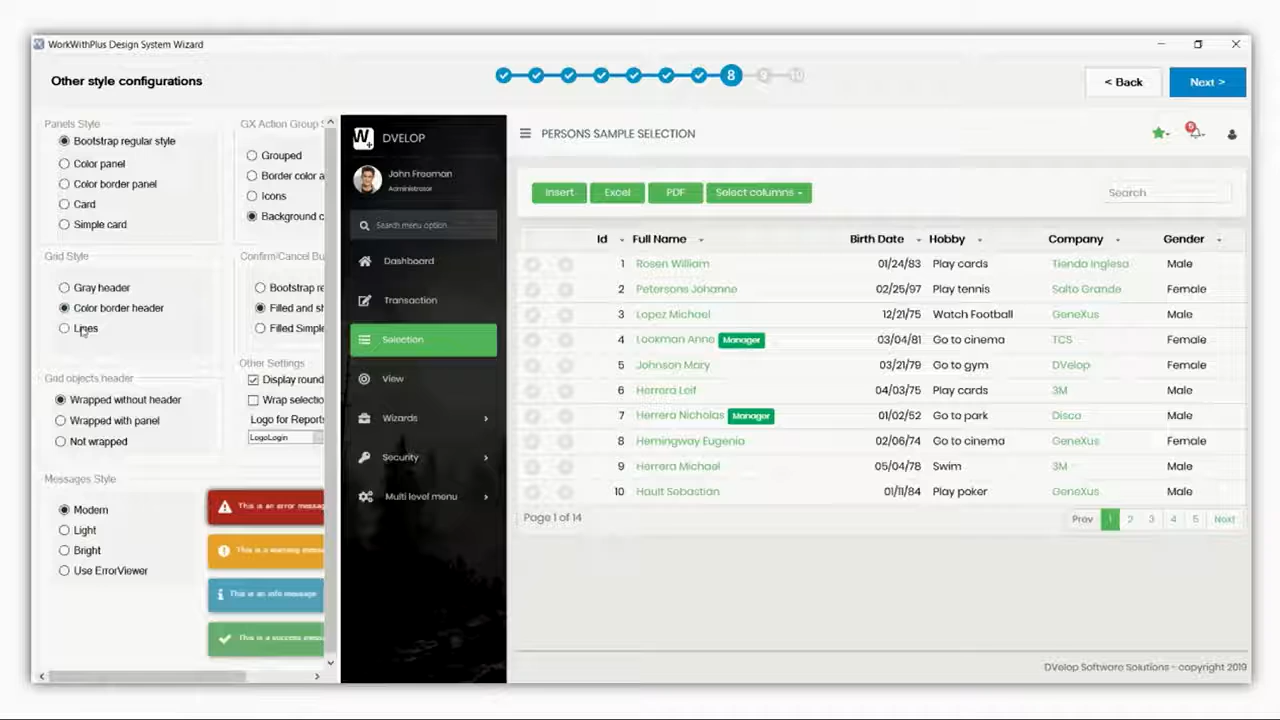 WorkWithPlus Design System Wizard
Other style configurations
8
9
10
< Back
Next >
Panels Style
Bootstrap regular style
Color panel
Color border panel
Card
Simple card
GX Action Group S
Grouped
Border color a
Icons
Background c
Grid Style
Gray header
Color border header
Lines
Confirm/Cancel Bu
Bootstrap re
Filled and sh
Filled Simple
Grid objects header
Wrapped without header
Wrapped with panel
Not wrapped
Other Settings
Display round
Wrap selectio
Logo for Reports
LogoLogin
Messages Style
Modern
Light
Bright
Use ErrorViewer
This is an error messag
This is a warning messa
This is an info message
This is a success messa
W+
DVELOP
John Freeman
Administrator
Search menu option
Dashboard
Transaction
Selection
View
Wizards
Security
Multi level menu
PERSONS SAMPLE SELECTION
Insert Excel PDF Select columns
Search
Id Full Name Birth Date Hobby Company Gender
1 Rosen William 01/24/83 Play cards Tienda Inglesa Male
2 Petersons Johanne 02/25/97 Play tennis Salto Grande Female
3 Lopez Michael 12/21/75 Watch Football GeneXus Male
4 Lookman Anne Manager 03/04/81 Go to cinema TCS Female
5 Johnson Mary 03/21/79 Go to gym DVelop Female
6 Herrera Leif 04/03/75 Play cards 3M Male
7 Herrera Nicholas Manager 01/02/52 Go to park Disco Male
8 Hemingway Eugenia 02/06/74 Go to cinema GeneXus Female
9 Herrera Michael 05/04/78 Swim 3M Male
10 Hault Sebastian 01/11/84 Play poker GeneXus Male
Page 1 of 14
Prev 1 2 3 4 5 Next
DVelop Software Solutions - copyright 2019